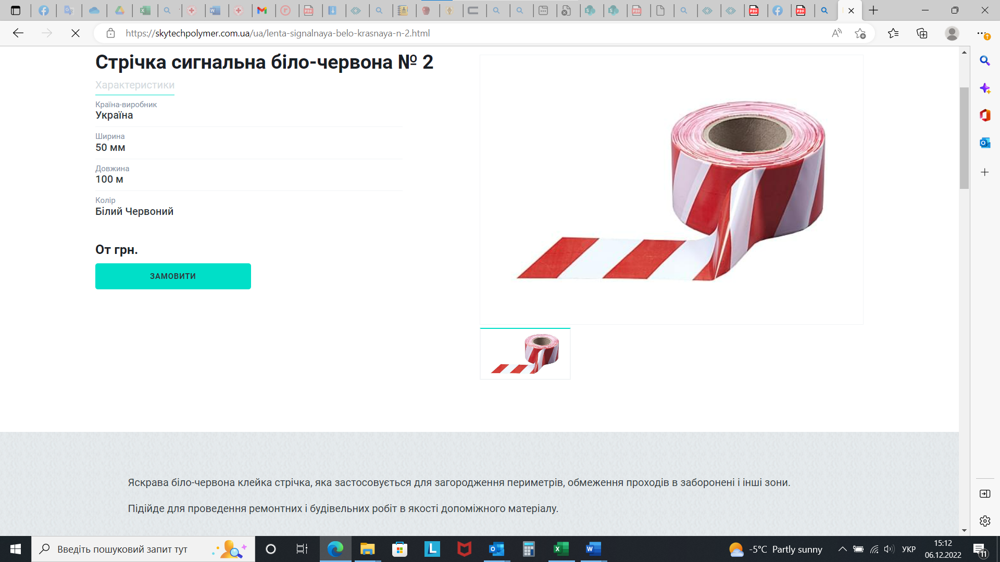 https://skytechpolymer.com.ua/ua/lenta-signalnaya-belo-krasnaya-n-2.html
Стрічка сигнальна біло-червона № 2
Характеристики
Країна-виробник
Україна
Ширина
50 мм
Довжина
100 м
Колір
Білий Червоний
От грн.
ЗАМОВИТИ
Яскрава біло-червона клейка стрічка, яка застосовується для загородження периметрів, обмеження проходів в заборонені і інші зони.
Підійде для проведення ремонтних і будівельних робіт в якості допоміжного матеріалу.
Введіть пошуковий запит тут
-5°C Partly sunny
УКР
15:12
06.12.2022
11